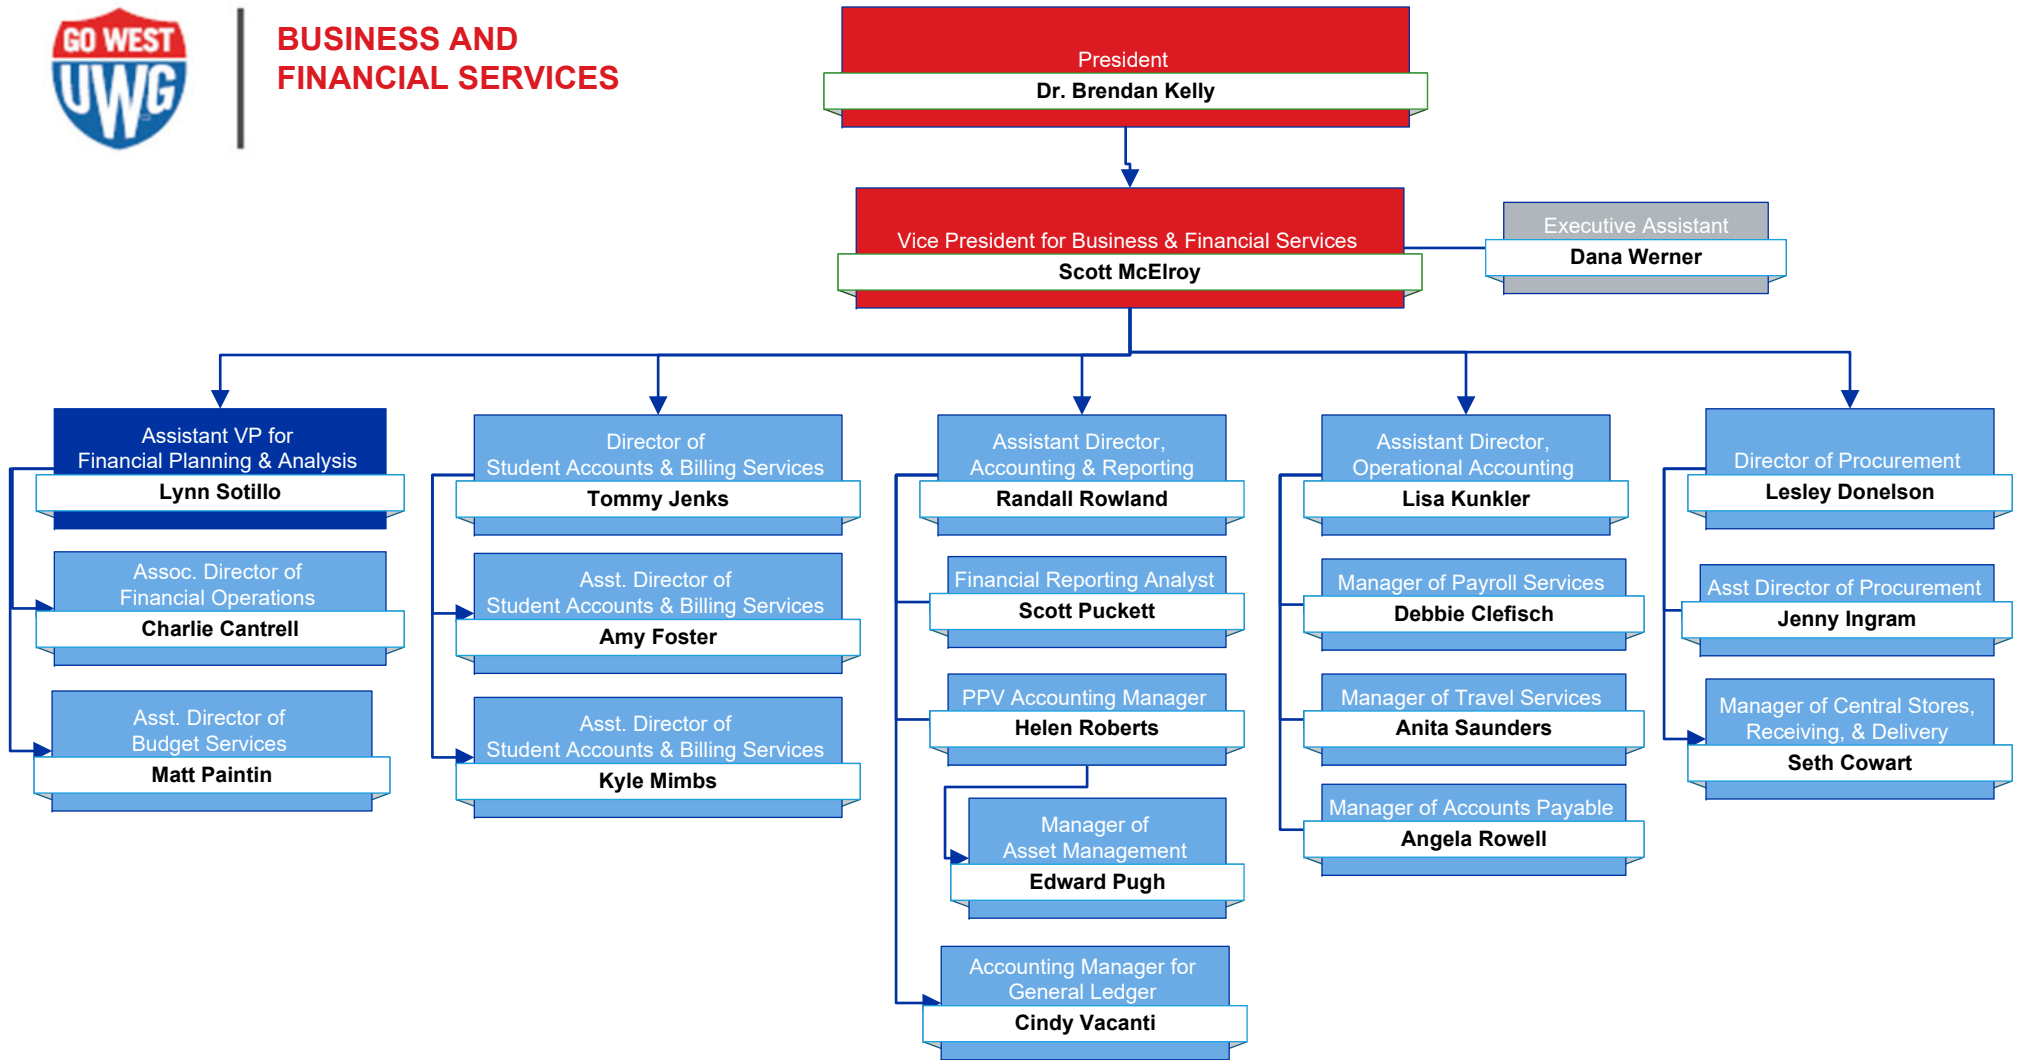 GO WEST
UWG
BUSINESS AND
FINANCIAL SERVICES
President
Dr. Brendan Kelly
Vice President for Business & Financial Services
Scott McElroy
Executive Assistant
Dana Werner
Assistant VP for
Financial Planning & Analysis
Lynn Sotillo
Assoc. Director of
Financial Operations
Charlie Cantrell
Asst. Director of
Budget Services
Matt Paintin
Director of
Student Accounts & Billing Services
Tommy Jenks
Asst. Director of
Student Accounts & Billing Services
Amy Foster
Asst. Director of
Student Accounts & Billing Services
Kyle Mimbs
Assistant Director,
Accounting & Reporting
Randall Rowland
Financial Reporting Analyst
Scott Puckett
PPV Accounting Manager
Helen Roberts
Manager of
Asset Management
Edward Pugh
Accounting Manager for
General Ledger
Cindy Vacanti
Assistant Director,
Operational Accounting
Lisa Kunkler
Manager of Payroll Services
Debbie Clefisch
Manager of Travel Services
Anita Saunders
Manager of Accounts Payable
Angela Rowell
Director of Procurement
Lesley Donelson
Asst Director of Procurement
Jenny Ingram
Manager of Central Stores,
Receiving, & Delivery
Seth Cowart